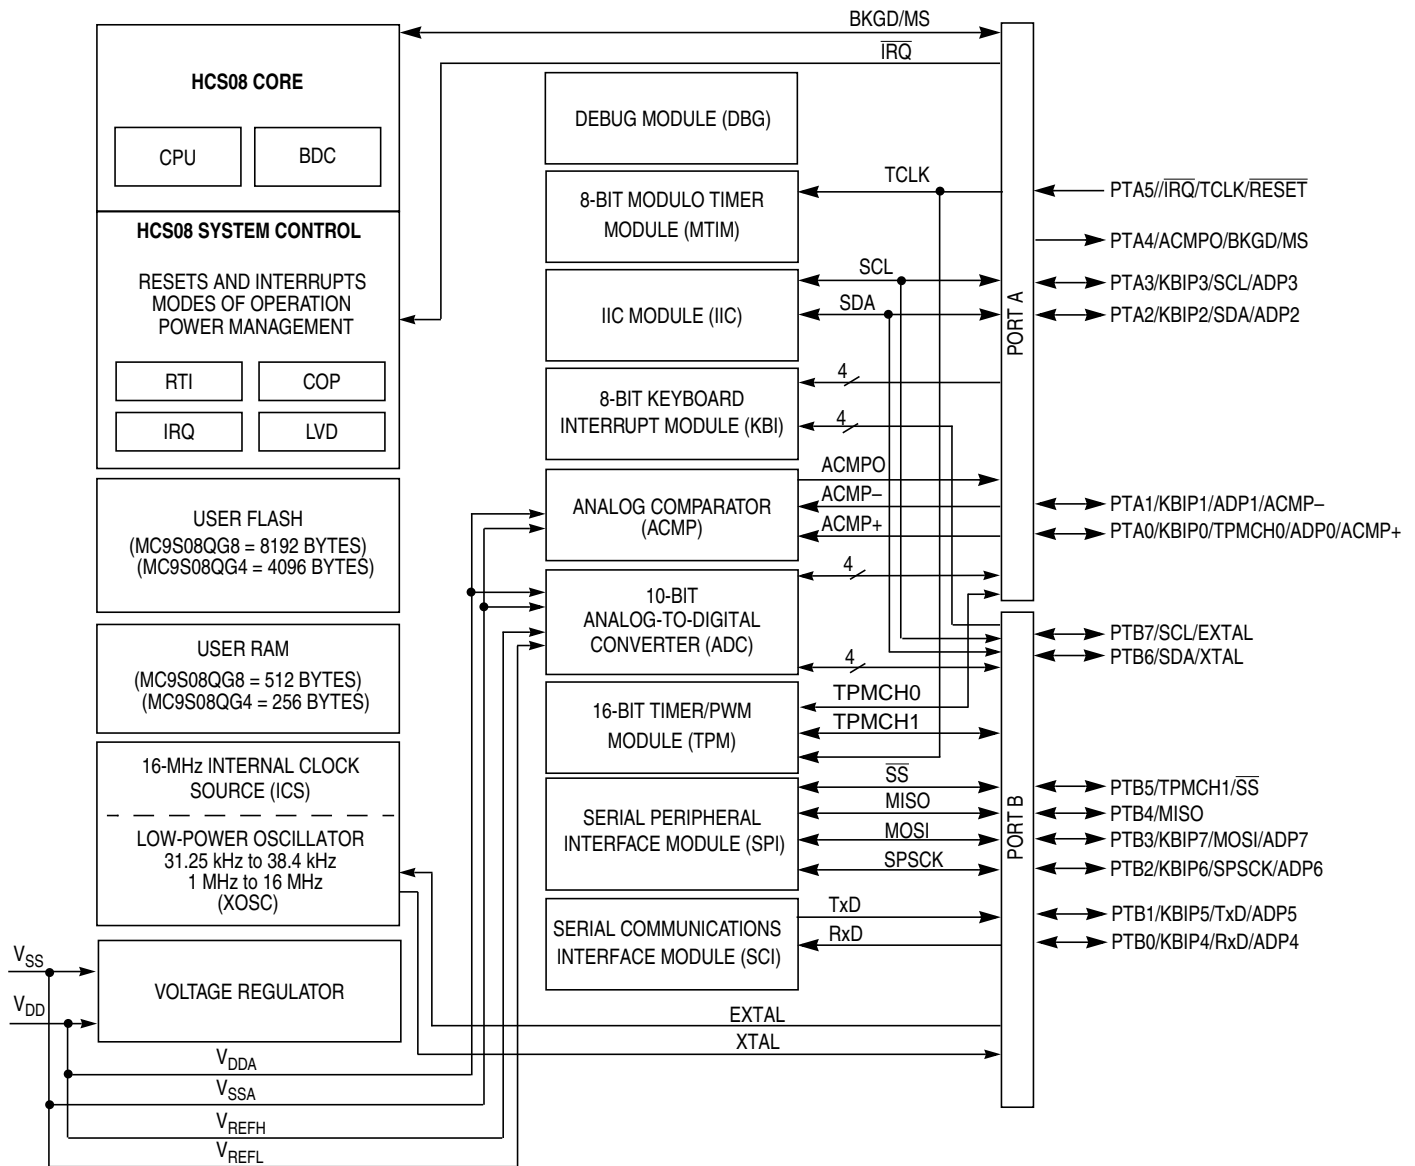 BKGD/MS
IRQ
HCS08 CORE
CPU
BDC
DEBUG MODULE (DBG)
TCLK
8-BIT MODULO TIMER
MODULE (MTIM)
PTA5//IRQ/TCLK/RESET
HCS08 SYSTEM CONTROL
PTA4/ACMPO/BKGD/MS
RESETS AND INTERRUPTS
MODES OF OPERATION
POWER MANAGEMENT
SCL
SDA
IIC MODULE (IIC)
PORT A
PTA3/KBIP3/SCL/ADP3
PTA2/KBIP2/SDA/ADP2
RTI
COP
IRQ
LVD
8-BIT KEYBOARD
INTERRUPT MODULE (KBI)
4
4
ACMPO
ACMP–
ACMP+
ANALOG COMPARATOR
(ACMP)
PTA1/KBIP1/ADP1/ACMP–
PTA0/KBIP0/TPMCH0/ADP0/ACMP+
USER FLASH
(MC9S08QG8 = 8192 BYTES)
(MC9S08QG4 = 4096 BYTES)
4
10-BIT
ANALOG-TO-DIGITAL
CONVERTER (ADC)
4
PTB7/SCL/EXTAL
PTB6/SDA/XTAL
USER RAM
(MC9S08QG8 = 512 BYTES)
(MC9S08QG4 = 256 BYTES)
TPMCH0
TPMCH1
16-BIT TIMER/PWM
MODULE (TPM)
16-MHz INTERNAL CLOCK
SOURCE (ICS)
LOW-POWER OSCILLATOR
31.25 kHz to 38.4 kHz
1 MHz to 16 MHz
(XOSC)
SS
MISO
MOSI
SPSCK
SERIAL PERIPHERAL
INTERFACE MODULE (SPI)
PORT B
PTB5/TPMCH1/SS
PTB4/MISO
PTB3/KBIP7/MOSI/ADP7
PTB2/KBIP6/SPSCK/ADP6
TxD
RxD
SERIAL COMMUNICATIONS
INTERFACE MODULE (SCI)
PTB1/KBIP5/TxD/ADP5
PTB0/KBIP4/RxD/ADP4
VSS
VDD
VOLTAGE REGULATOR
EXTAL
XTAL
VDDA
VSSA
VREFH
VREFL